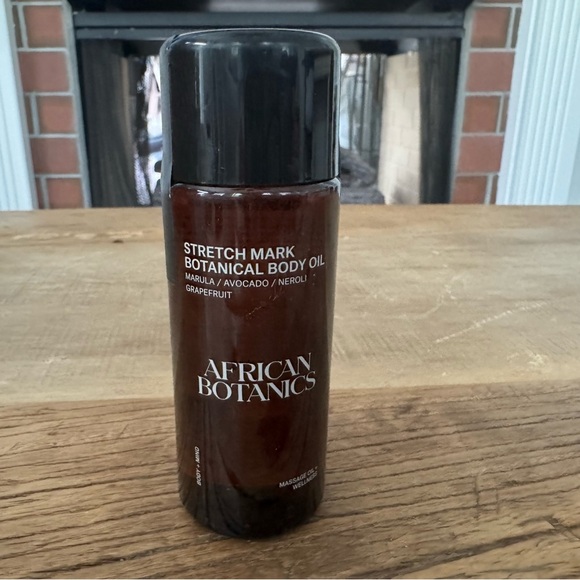 STRETCH MARK
BOTANICAL BODY OIL
MARULA / AVOCADO / NEROLI
GRAPEFRUIT
AFRICAN
BOTANICS
BODY + MIND
MASSAGE OIL +
WELLNESS